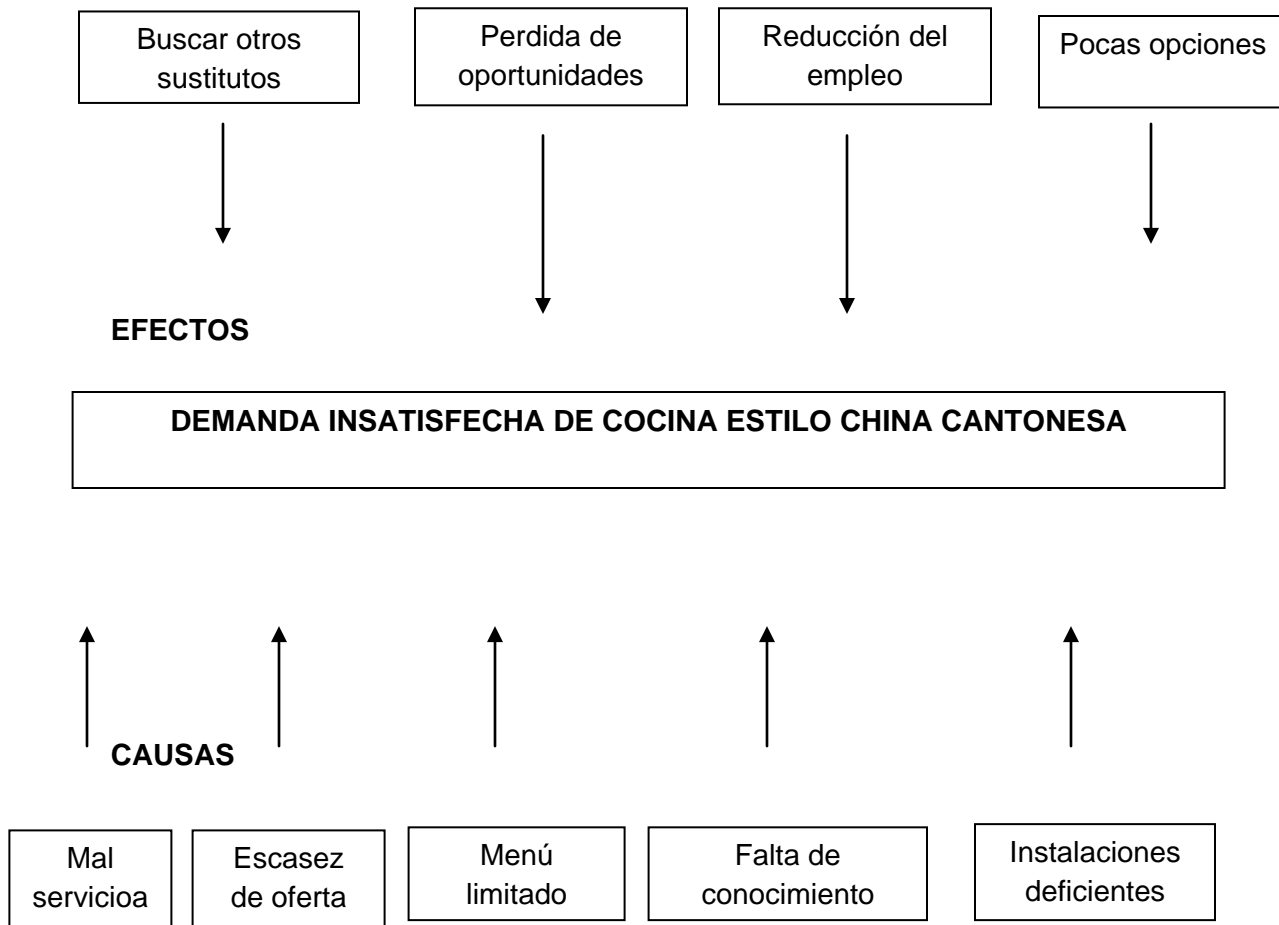 Buscar otros
sustitutos
Perdida de
oportunidades
Reducción del
empleo
Pocas opciones
EFECTOS
DEMANDA INSATISFECHA DE COCINA ESTILO CHINA CANTONESA
CAUSAS
Mal
servicioa
Escasez
de oferta
Menú
limitado
Falta de
conocimiento
Instalaciones
deficientes